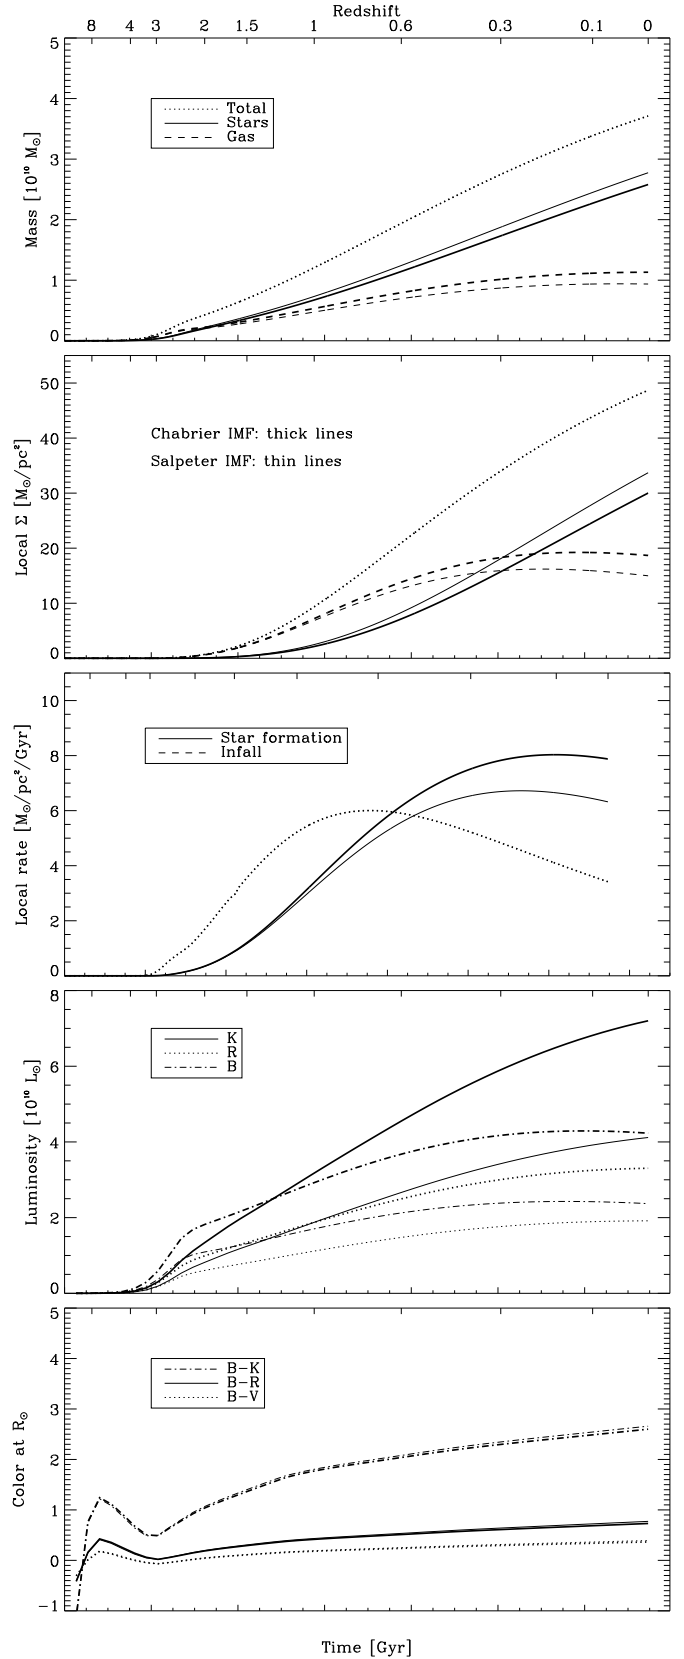 Redshift
8 4 3 2 1.5 1 0.6 0.3 0.1 0
5
4
3
2
1
0
Mass [10¹⁰ M⊙]
Total
Stars
Gas
50
40
30
20
10
0
Local Σ [M⊙/pc²]
Chabrier IMF: thick lines
Salpeter IMF: thin lines
10
8
6
4
2
0
Local rate [M⊙/pc²/Gyr]
Star formation
Infall
8
6
4
2
0
Luminosity [10¹⁰ L⊙]
K
R
B
5
4
3
2
1
0
−1
Color at R⊙
B−K
B−R
B−V
Time [Gyr]